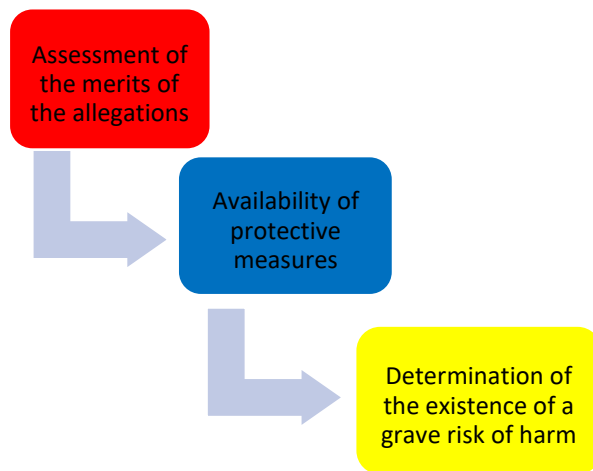 Assessment of
the merits of
the allegations
Availability of
protective
measures
Determination of
the existence of a
grave risk of harm